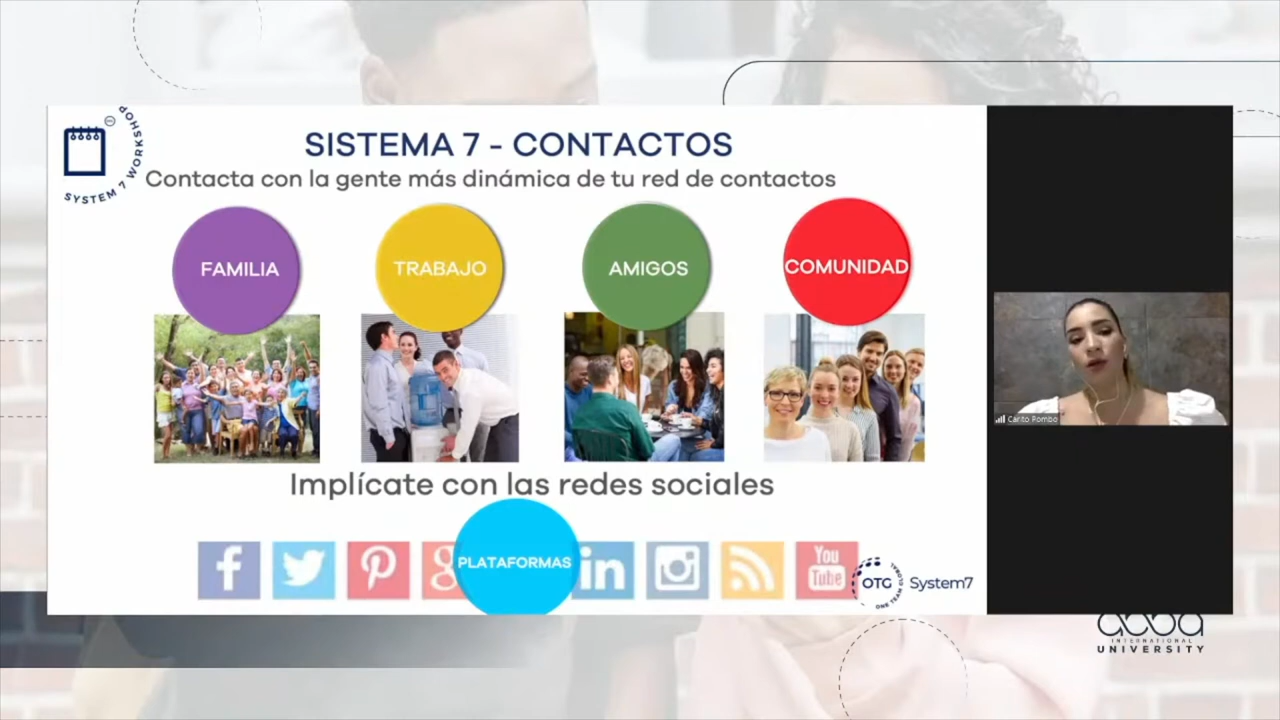 SYSTEM 7 WORKSHOP
SISTEMA 7 - CONTACTOS
Contacta con la gente más dinámica de tu red de contactos
FAMILIA
TRABAJO
AMIGOS
COMUNIDAD
Implícate con las redes sociales
PLATAFORMAS
You
Tube
OTG
ONE TEAM GLOBAL
System7
Carito Pombo
INTERNATIONAL
UNIVERSITY